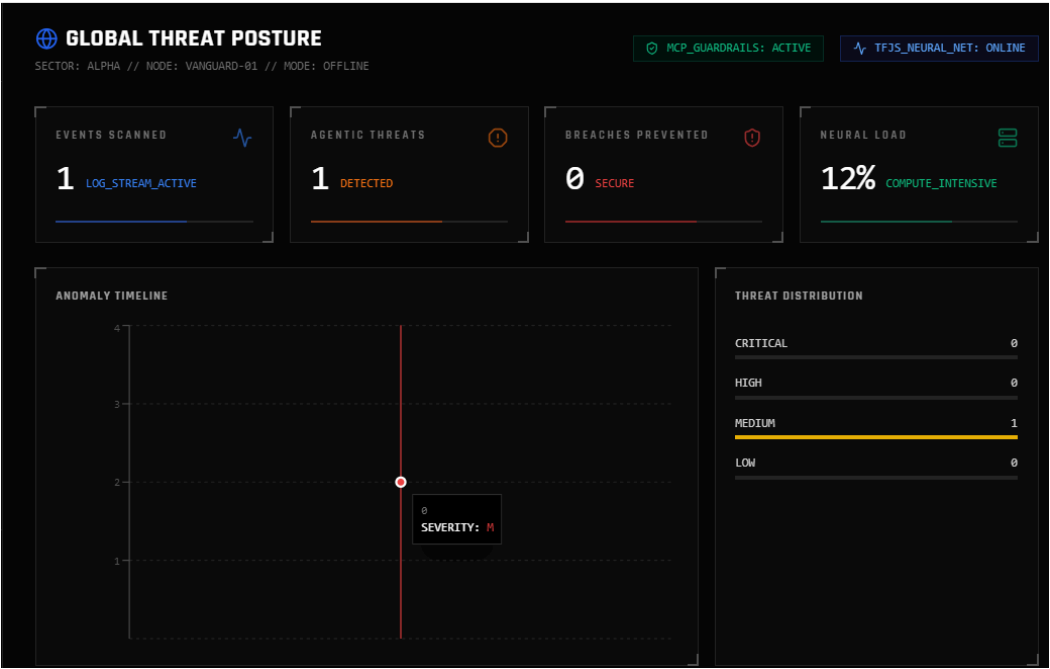 GLOBAL THREAT POSTURE
SECTOR: ALPHA // NODE: VANGUARD-01 // MODE: OFFLINE
MCP_GUARDRAILS: ACTIVE
TFJS_NEURAL_NET: ONLINE
EVENTS SCANNED
1 LOG_STREAM_ACTIVE
AGENTIC THREATS
1 DETECTED
BREACHES PREVENTED
0 SECURE
NEURAL LOAD
12% COMPUTE_INTENSIVE
ANOMALY TIMELINE
4
3
2
1
0
SEVERITY: M
THREAT DISTRIBUTION
CRITICAL 0
HIGH 0
MEDIUM 1
LOW 0